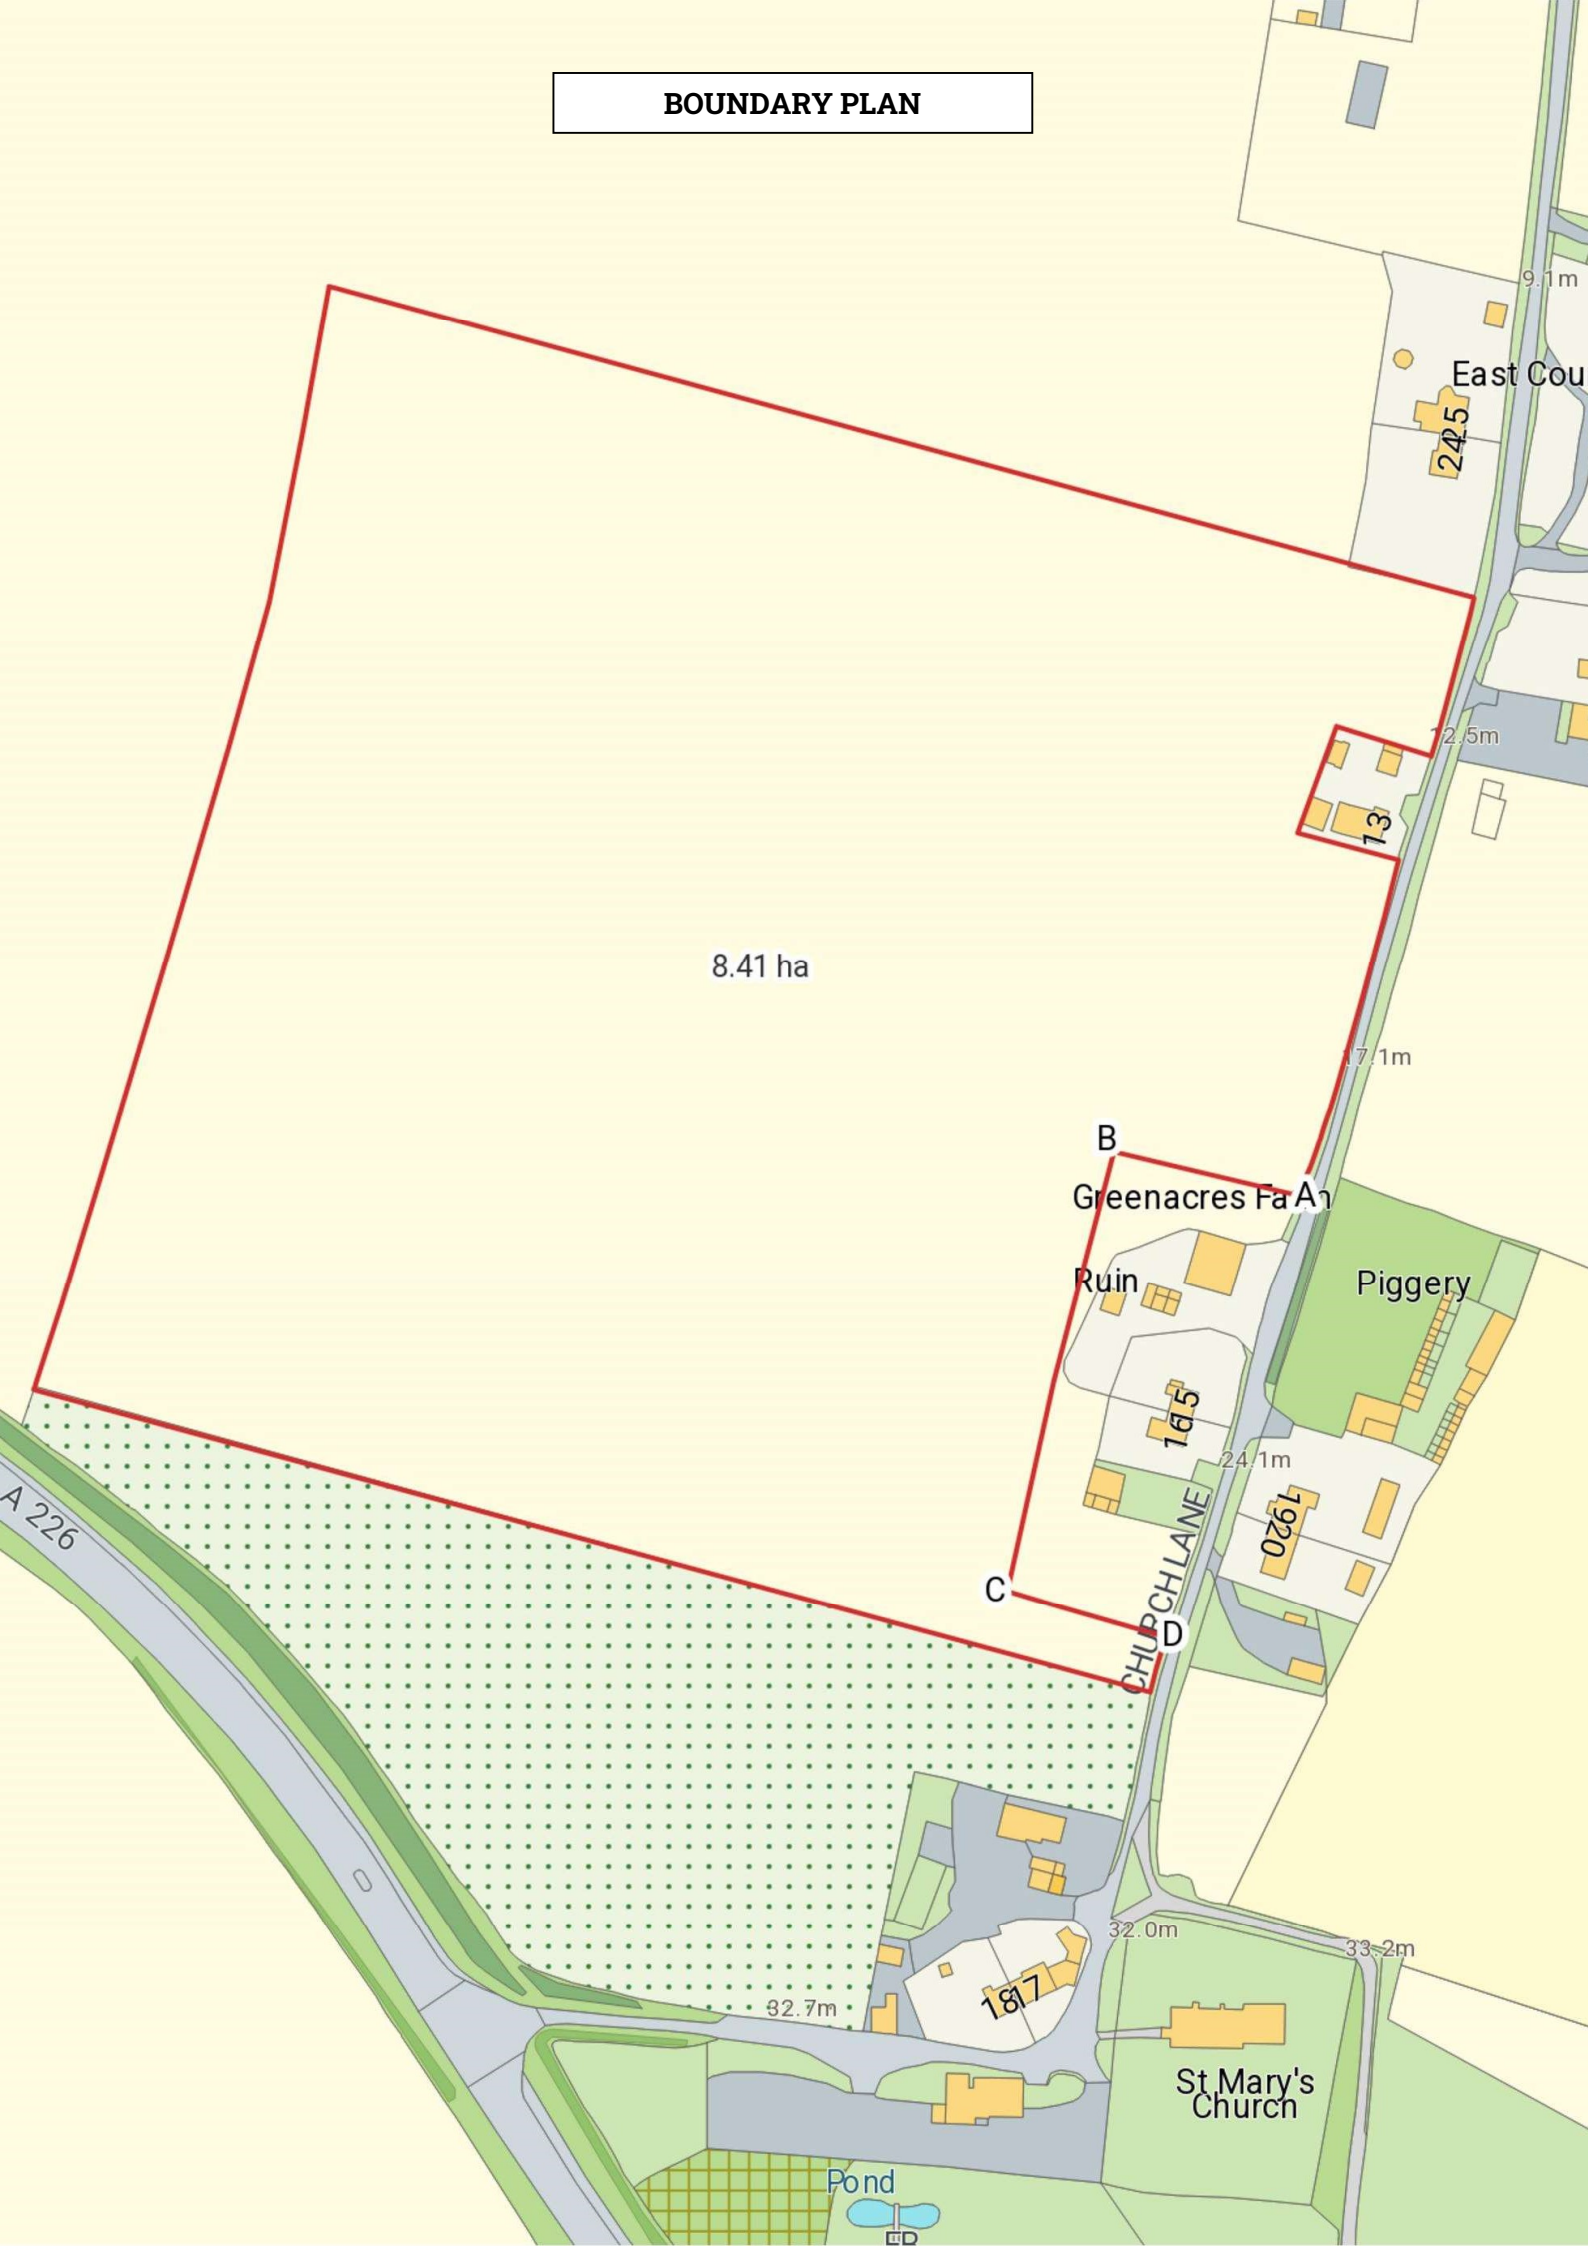 BOUNDARY PLAN
9.1m
East Cou
25
24
12.5m
13
8.41 ha
17.1m
B
Greenacres Fa
A
Ruin
Piggery
15
16
24.1m
A 226
19
20
CHURCH LANE
C
D
32.0m
33.2m
18
17
32.7m
St Mary's
Church
Pond
FB